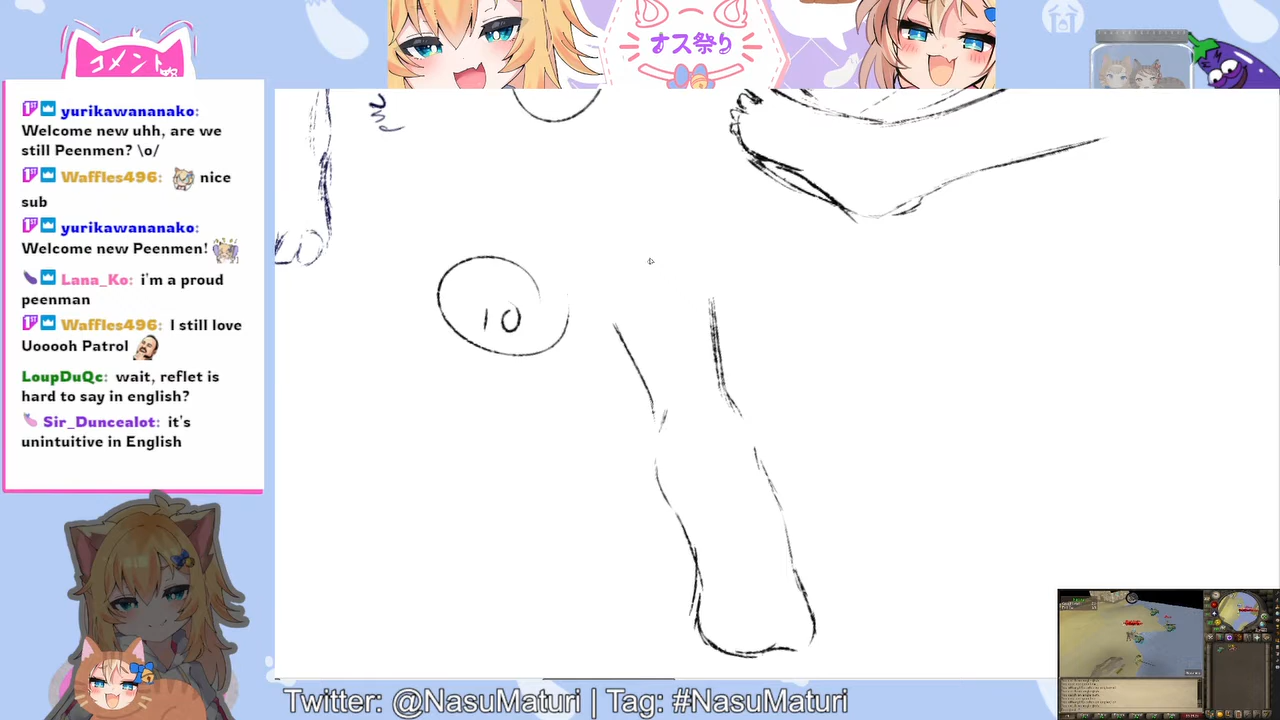 オス祭り
コメント
yurikawananako:
Welcome new uhh, are we
still Peenmen? \o/
Waffles496: nice
sub
yurikawananako:
Welcome new Peenmen!
Lana_Ko: i'm a proud
peenman
Waffles496: I still love
Uooooh Patrol
LoupDuQc: wait, reflet is
hard to say in english?
Sir_Duncealot: it's
unintuitive in English
10
Twitter @NasuMaturi | Tag: #NasuMaturi